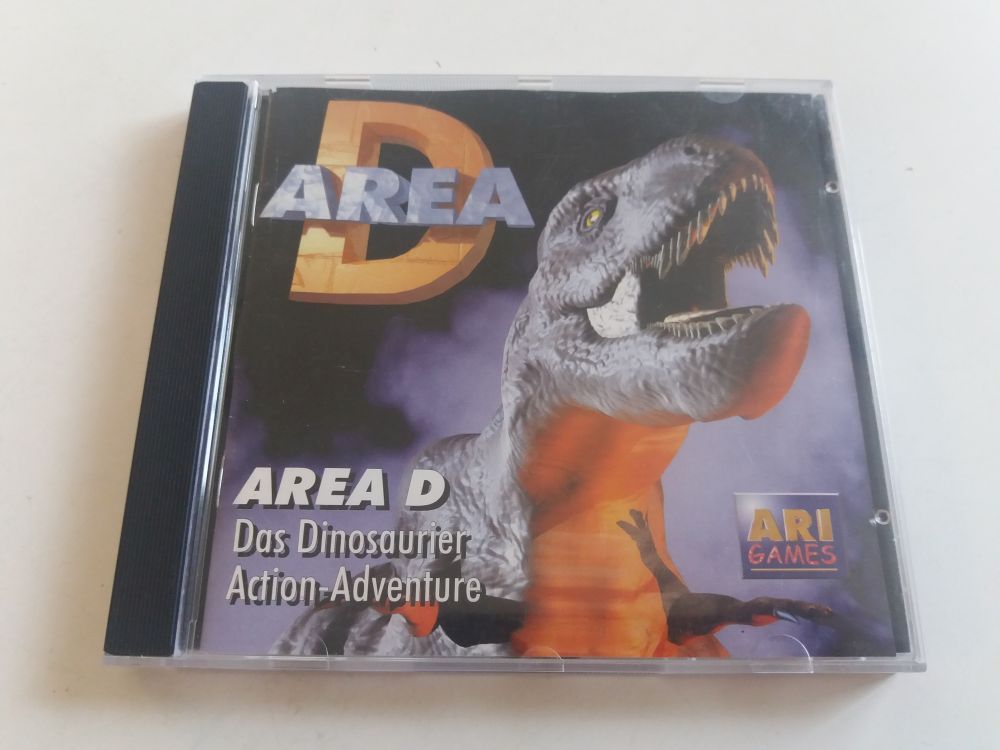 D
AREA
AREA D
Das Dinosaurier
Action-Adventure
ARI
GAMES